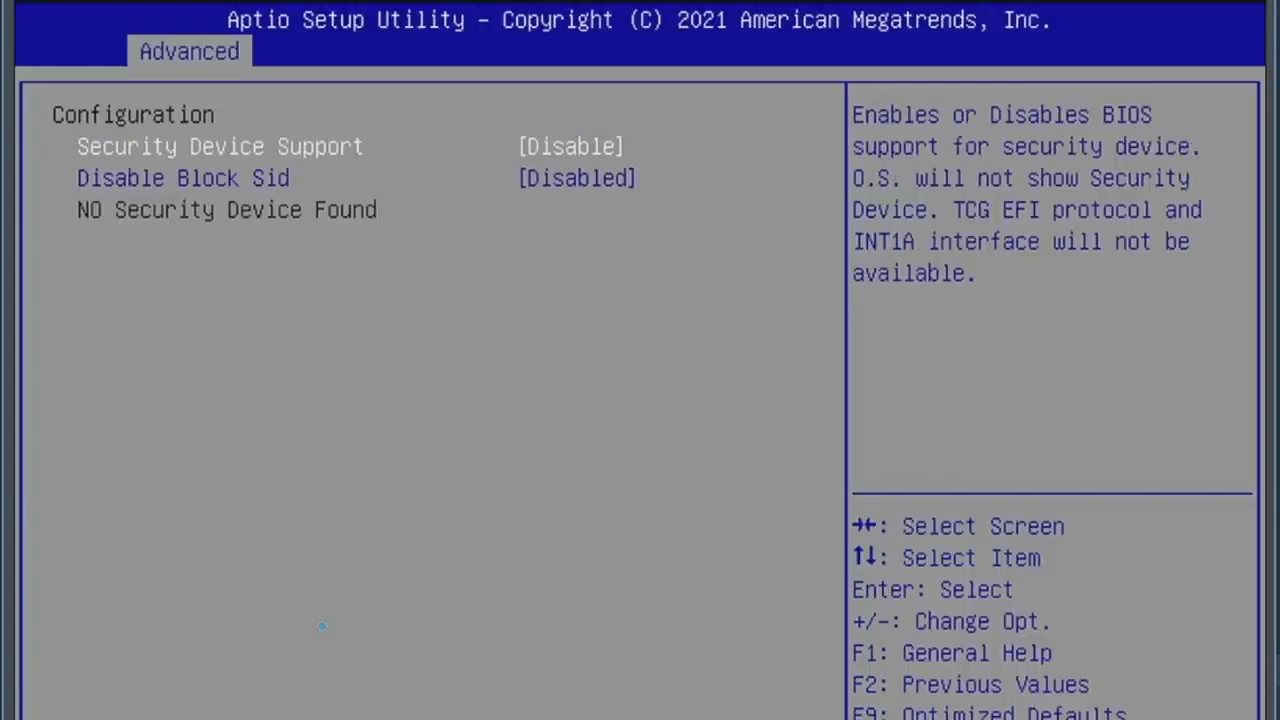 Aptio Setup Utility – Copyright (C) 2021 American Megatrends, Inc.
Advanced
Configuration
Security Device Support [Disable]
Disable Block Sid [Disabled]
NO Security Device Found
Enables or Disables BIOS
support for security device.
O.S. will not show Security
Device. TCG EFI protocol and
INT1A interface will not be
available.
→←: Select Screen
↑↓: Select Item
Enter: Select
+/-: Change Opt.
F1: General Help
F2: Previous Values
F9: Optimized Defaults